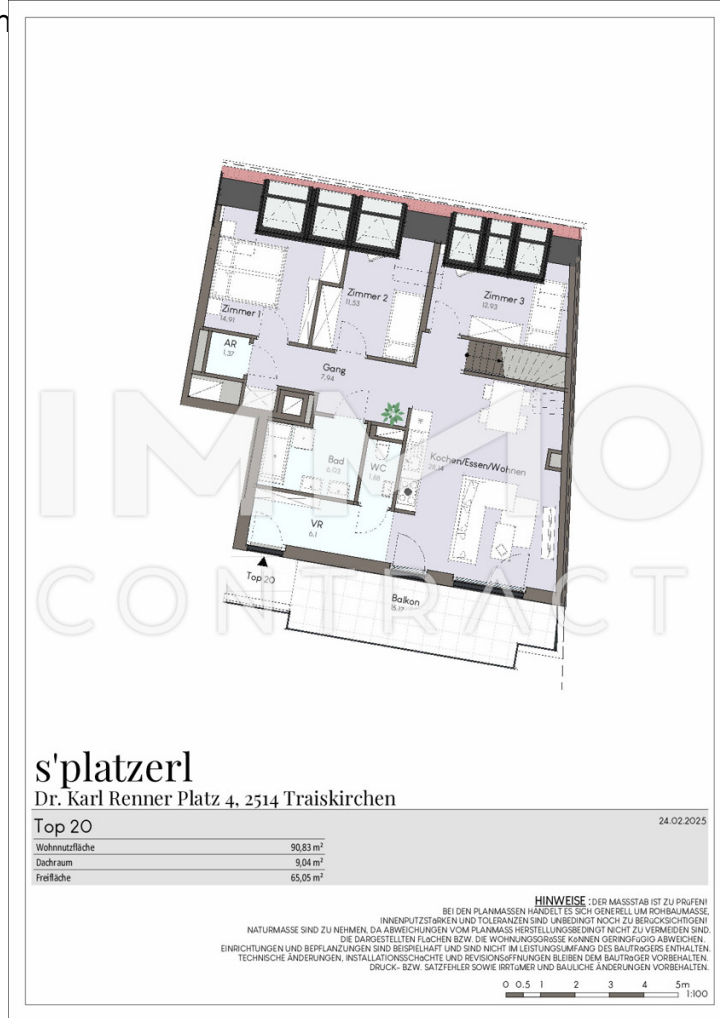 Zimmer 1
14,91
Zimmer 2
11,53
Zimmer 3
12,93
AR
1,37
Gang
7,94
Bad
6,03
WC
1,88
Kochen/Essen/Wohnen
VR
6,1
Top 20
Balkon
15,17
IMMO
CONTRACT
s'platzerl
Dr. Karl Renner Platz 4, 2514 Traiskirchen
Top 20
24.02.2025
Wohnnutzfläche 90,83 m²
Dachraum 9,04 m²
Freifläche 65,05 m²
HINWEISE : DER MASSSTAB IST ZU PRüFEN!
BEI DEN PLANMASSEN HANDELT ES SICH GENERELL UM ROHBAUMASSE,
INNENPUTZSTäRKEN UND TOLERANZEN SIND UNBEDINGT NOCH ZU BERüCKSICHTIGEN!
NATURMASSE SIND ZU NEHMEN, DA ABWEICHUNGEN VOM PLANMASS HERSTELLUNGSBEDINGT NICHT ZU VERMEIDEN SIND.
DIE DARGESTELLTEN FLäCHEN BZW. DIE WOHNUNGSGRöSSE KöNNEN GERINGFüGIG ABWEICHEN.
EINRICHTUNGEN UND BEPFLANZUNGEN SIND BEISPIELHAFT UND SIND NICHT IM LEISTUNGSUMFANG DES BAUTRäGERS ENTHALTEN.
TECHNISCHE ÄNDERUNGEN, INSTALLATIONSSCHäCHTE UND REVISIONSöFFNUNGEN BLEIBEN DEM BAUTRäGER VORBEHALTEN.
DRUCK- BZW. SATZFEHLER SOWIE IRRTüMER UND BAULICHE ÄNDERUNGEN VORBEHALTEN.
0 0.5 1 2 3 4 5m
1:100